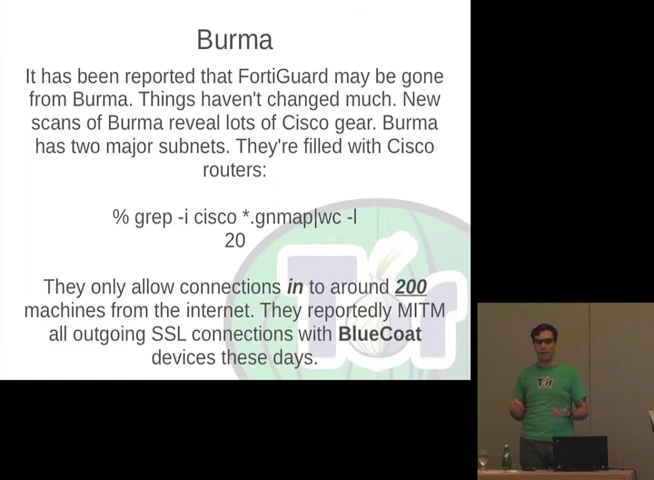 Burma
It has been reported that FortiGuard may be gone
from Burma. Things haven't changed much. New
scans of Burma reveal lots of Cisco gear. Burma
has two major subnets. They're filled with Cisco
routers:
% grep -i cisco *.gnmap|wc -l
20
They only allow connections in to around 200
machines from the internet. They reportedly MITM
all outgoing SSL connections with BlueCoat
devices these days.
Tor
Tor